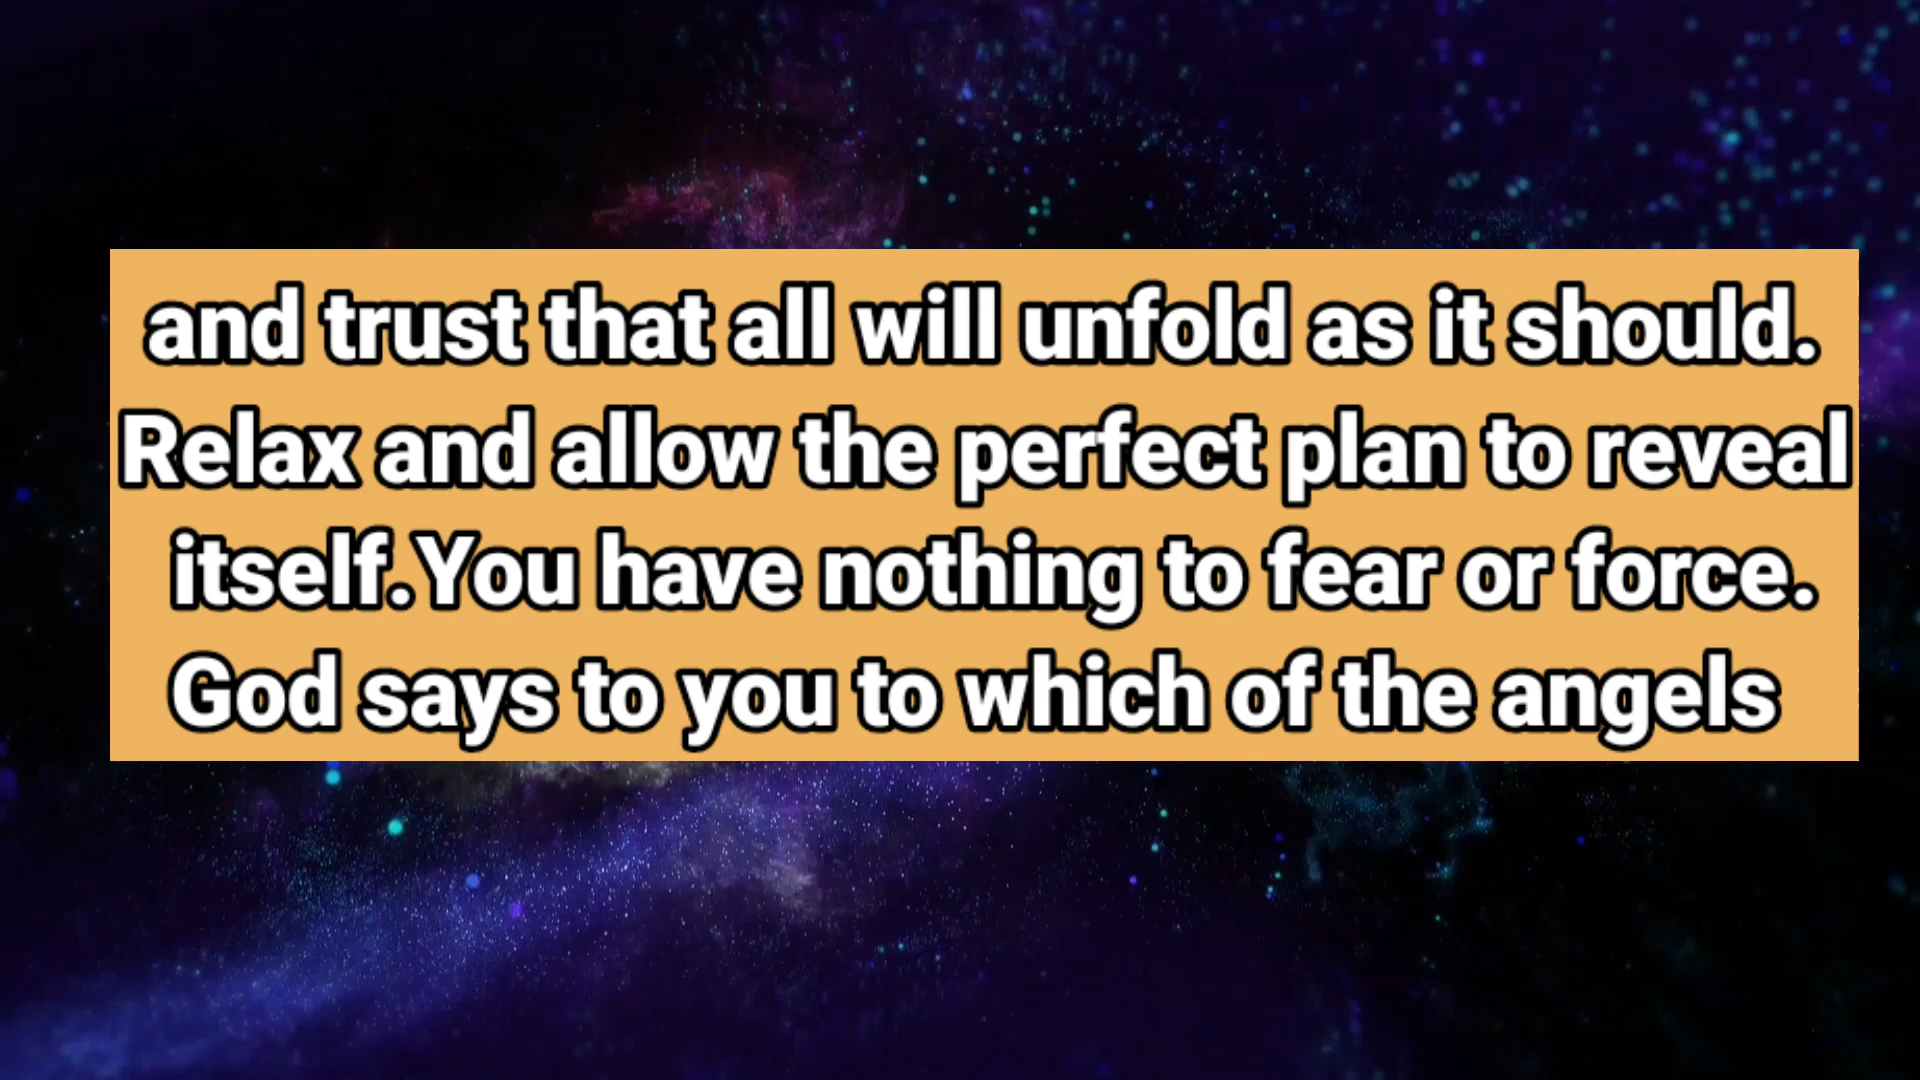 and trust that all will unfold as it should.
Relax and allow the perfect plan to reveal
itself.You have nothing to fear or force.
God says to you to which of the angels